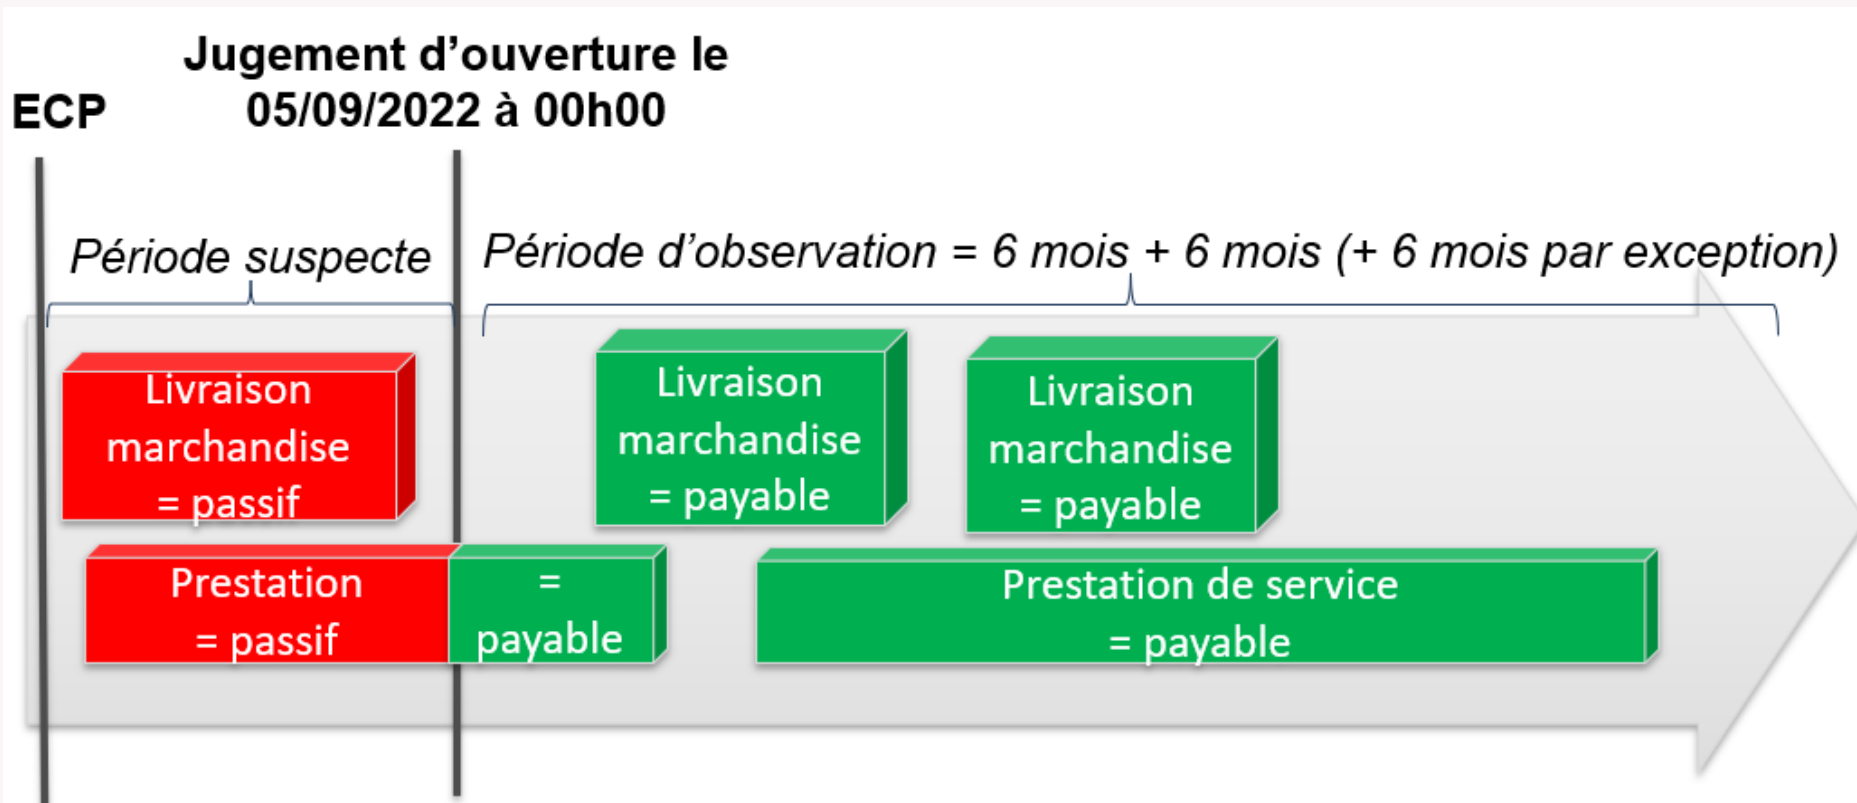 Jugement d’ouverture le
05/09/2022 à 00h00
ECP
Période suspecte
Période d’observation = 6 mois + 6 mois (+ 6 mois par exception)
Livraison
marchandise
= passif
Livraison
marchandise
= payable
Livraison
marchandise
= payable
Prestation
= passif
=
payable
Prestation de service
= payable